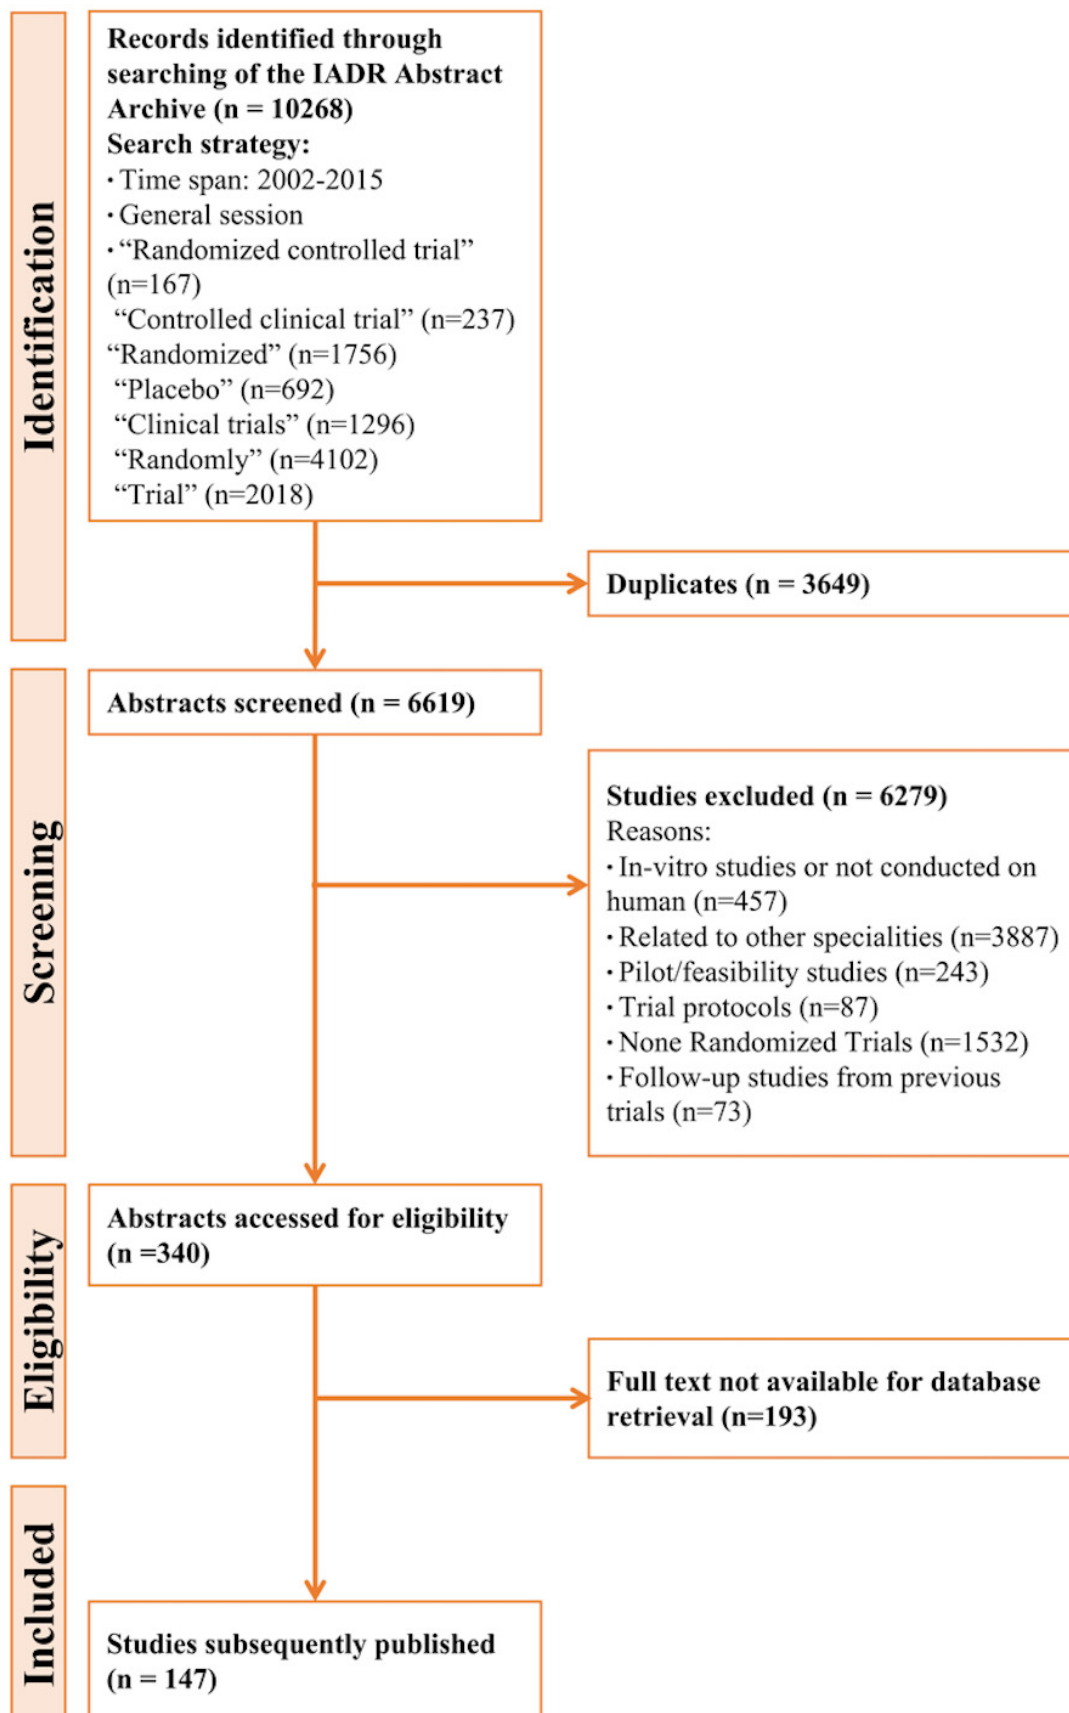 Identification
Records identified through
searching of the IADR Abstract
Archive (n = 10268)
Search strategy:
· Time span: 2002-2015
· General session
· “Randomized controlled trial”
(n=167)
“Controlled clinical trial” (n=237)
“Randomized” (n=1756)
“Placebo” (n=692)
“Clinical trials” (n=1296)
“Randomly” (n=4102)
“Trial” (n=2018)
Duplicates (n = 3649)
Screening
Abstracts screened (n = 6619)
Studies excluded (n = 6279)
Reasons:
· In-vitro studies or not conducted on
human (n=457)
· Related to other specialities (n=3887)
· Pilot/feasibility studies (n=243)
· Trial protocols (n=87)
· None Randomized Trials (n=1532)
· Follow-up studies from previous
trials (n=73)
Eligibility
Abstracts accessed for eligibility
(n =340)
Full text not available for database
retrieval (n=193)
Included
Studies subsequently published
(n = 147)